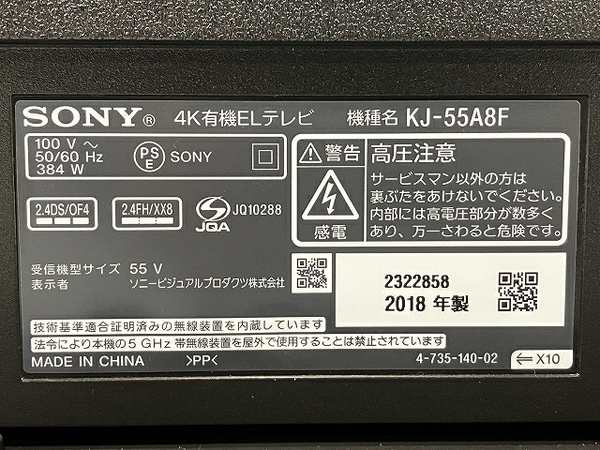 SONY® 4K有機ELテレビ 機種名 KJ-55A8F
100 V ～
50/60 Hz
384 W
PSE SONY
警告 高圧注意
サービスマン以外の方は
裏ぶたをあけないでください。
内部には高電圧部分が数多く
あり、万一さわると危険です。
感電
2.4DS/OF4 2.4FH/XX8 JQA JQ10288
受信機型サイズ 55 V
表示者 ソニービジュアルプロダクツ株式会社
2322858
2018 年製
技術基準適合証明済みの無線装置を内蔵しています
法令により本機の5 GHz 帯無線装置を屋外で使用することは禁止されています
MADE IN CHINA >PP< 4-735-140-02 ⇐ X10